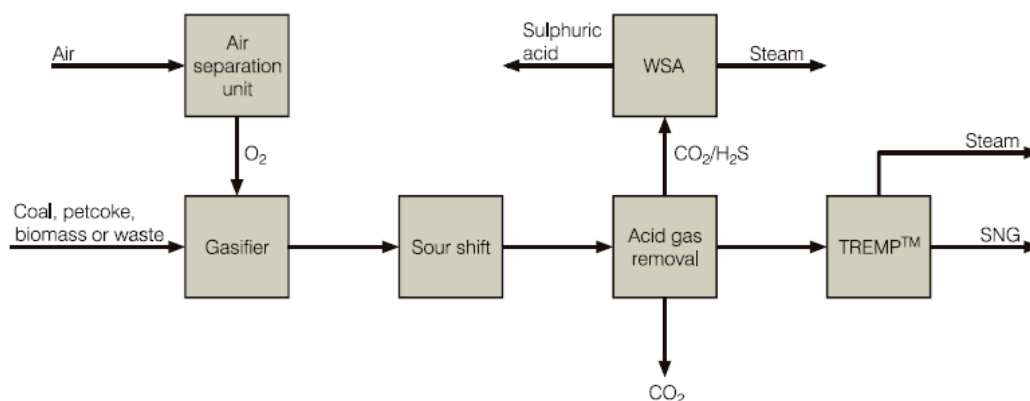 Air
Air
separation
unit
Sulphuric
acid
WSA
Steam
O₂
CO₂/H₂S
Steam
Coal, petcoke,
biomass or waste
Gasifier
Sour shift
Acid gas
removal
TREMP™
SNG
CO₂